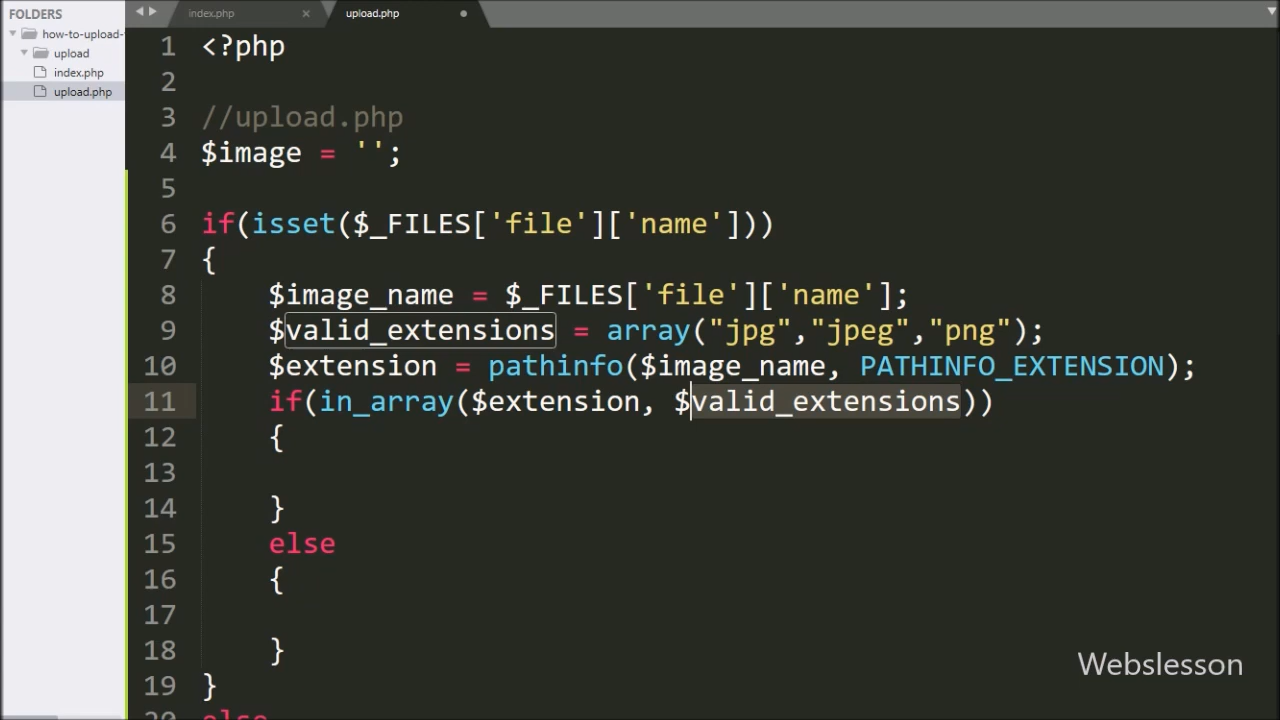 FOLDERS
how-to-upload-
upload
index.php
upload.php
index.php ×
upload.php
1 <?php
2
3 //upload.php
4 $image = '';
5
6 if(isset($_FILES['file']['name']))
7 {
8 $image_name = $_FILES['file']['name'];
9 $valid_extensions = array("jpg","jpeg","png");
10 $extension = pathinfo($image_name, PATHINFO_EXTENSION);
11 if(in_array($extension, $valid_extensions))
12 {
13
14 }
15 else
16 {
17
18 }
19 }
20 else
Webslesson